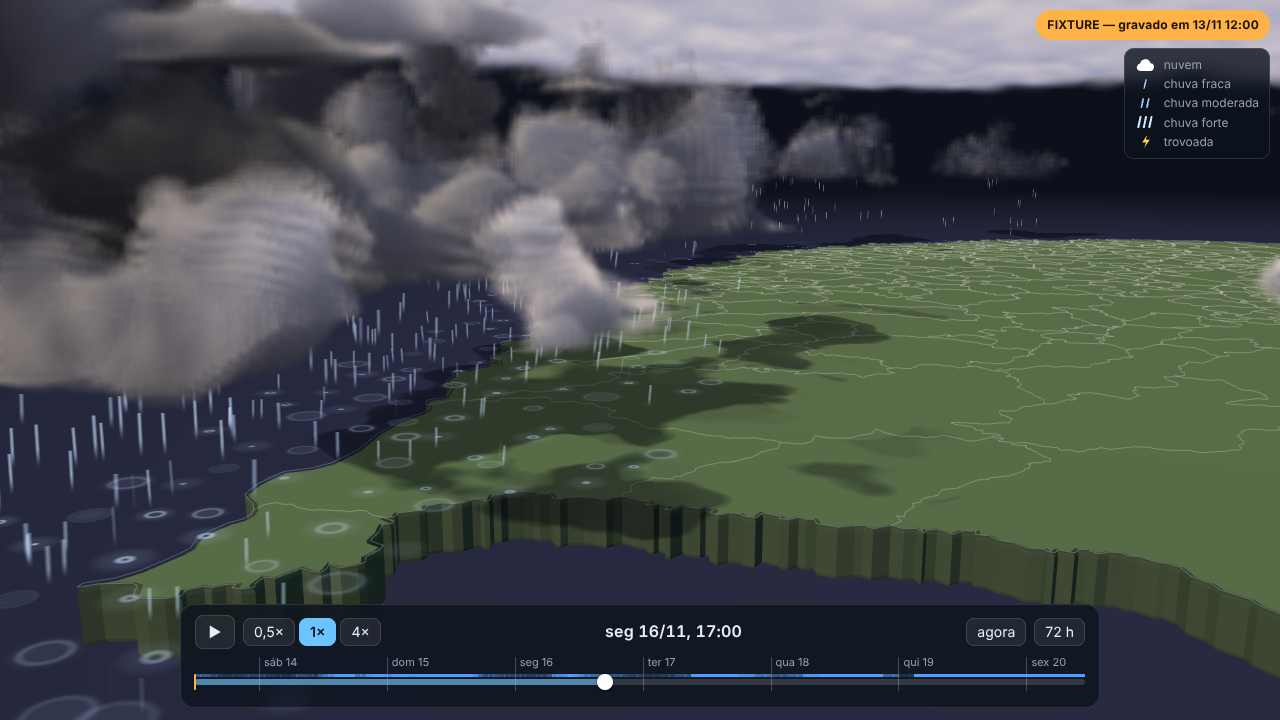 FIXTURE — gravado em 13/11 12:00
nuvem
chuva fraca
chuva moderada
chuva forte
trovoada
0,5× 1× 4×
seg 16/11, 17:00
agora 72 h
sáb 14 dom 15 seg 16 ter 17 qua 18 qui 19 sex 20